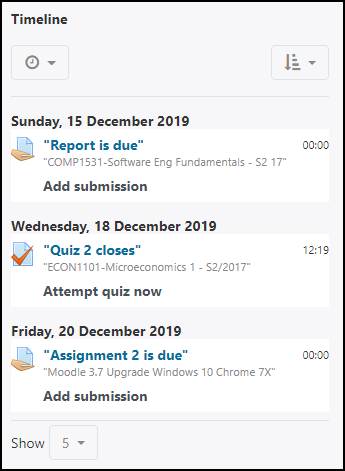 Timeline
Sunday, 15 December 2019
"Report is due" 00:00
"COMP1531-Software Eng Fundamentals - S2 17"
Add submission
Wednesday, 18 December 2019
"Quiz 2 closes" 12:19
"ECON1101-Microeconomics 1 - S2/2017"
Attempt quiz now
Friday, 20 December 2019
"Assignment 2 is due" 00:00
"Moodle 3.7 Upgrade Windows 10 Chrome 7X"
Add submission
Show 5